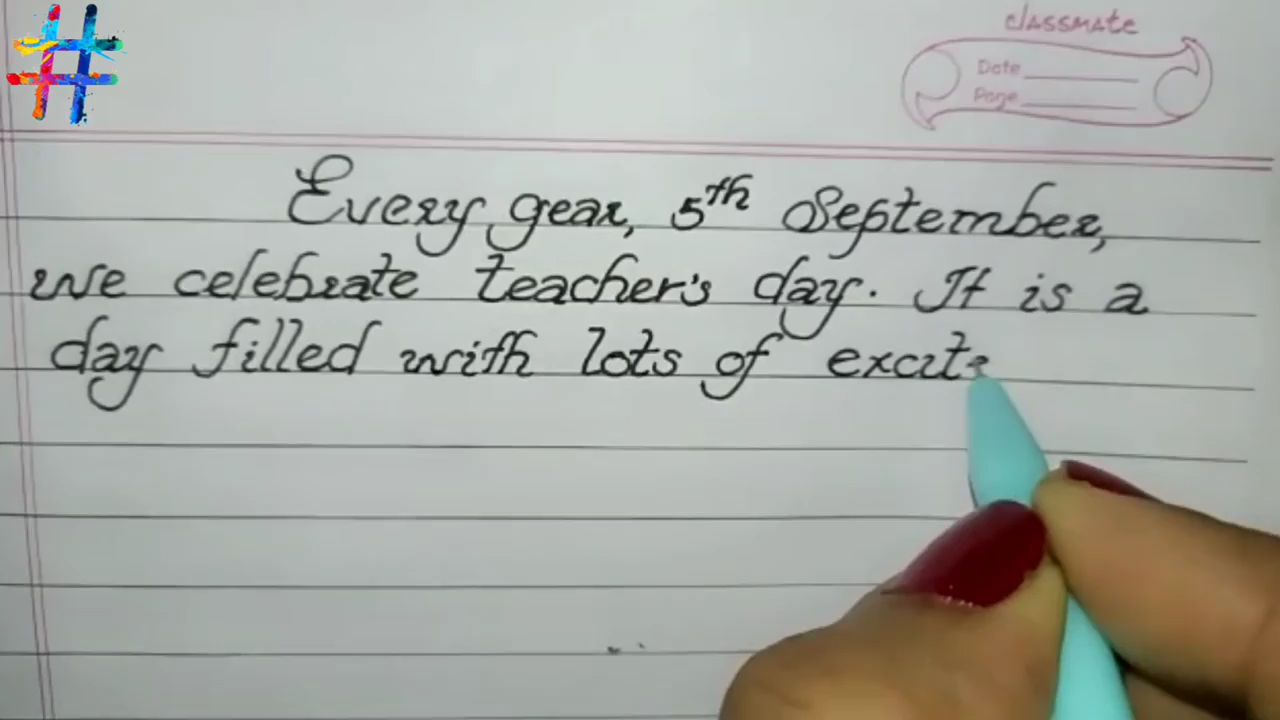 classmate
Date
Page
Every year, 5th September,
we celebrate teacher's day. It is a
day filled with lots of excite